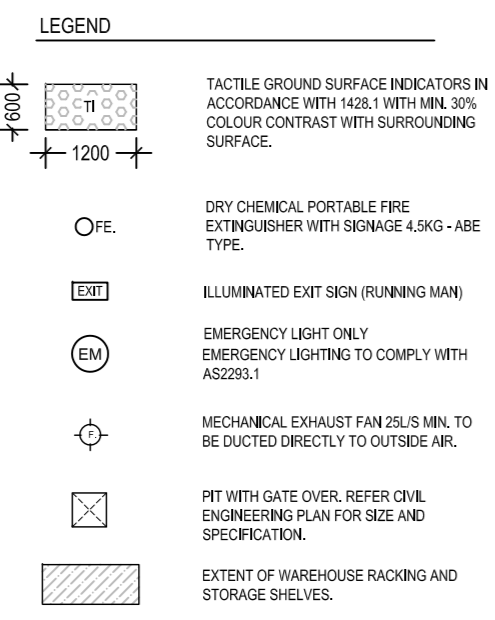 LEGEND
600
TI
1200
TACTILE GROUND SURFACE INDICATORS IN
ACCORDANCE WITH 1428.1 WITH MIN. 30%
COLOUR CONTRAST WITH SURROUNDING
SURFACE.
FE.
DRY CHEMICAL PORTABLE FIRE
EXTINGUISHER WITH SIGNAGE 4.5KG - ABE
TYPE.
EXIT
ILLUMINATED EXIT SIGN (RUNNING MAN)
EM
EMERGENCY LIGHT ONLY
EMERGENCY LIGHTING TO COMPLY WITH
AS2293.1
F.
MECHANICAL EXHAUST FAN 25L/S MIN. TO
BE DUCTED DIRECTLY TO OUTSIDE AIR.
PIT WITH GATE OVER. REFER CIVIL
ENGINEERING PLAN FOR SIZE AND
SPECIFICATION.
EXTENT OF WAREHOUSE RACKING AND
STORAGE SHELVES.